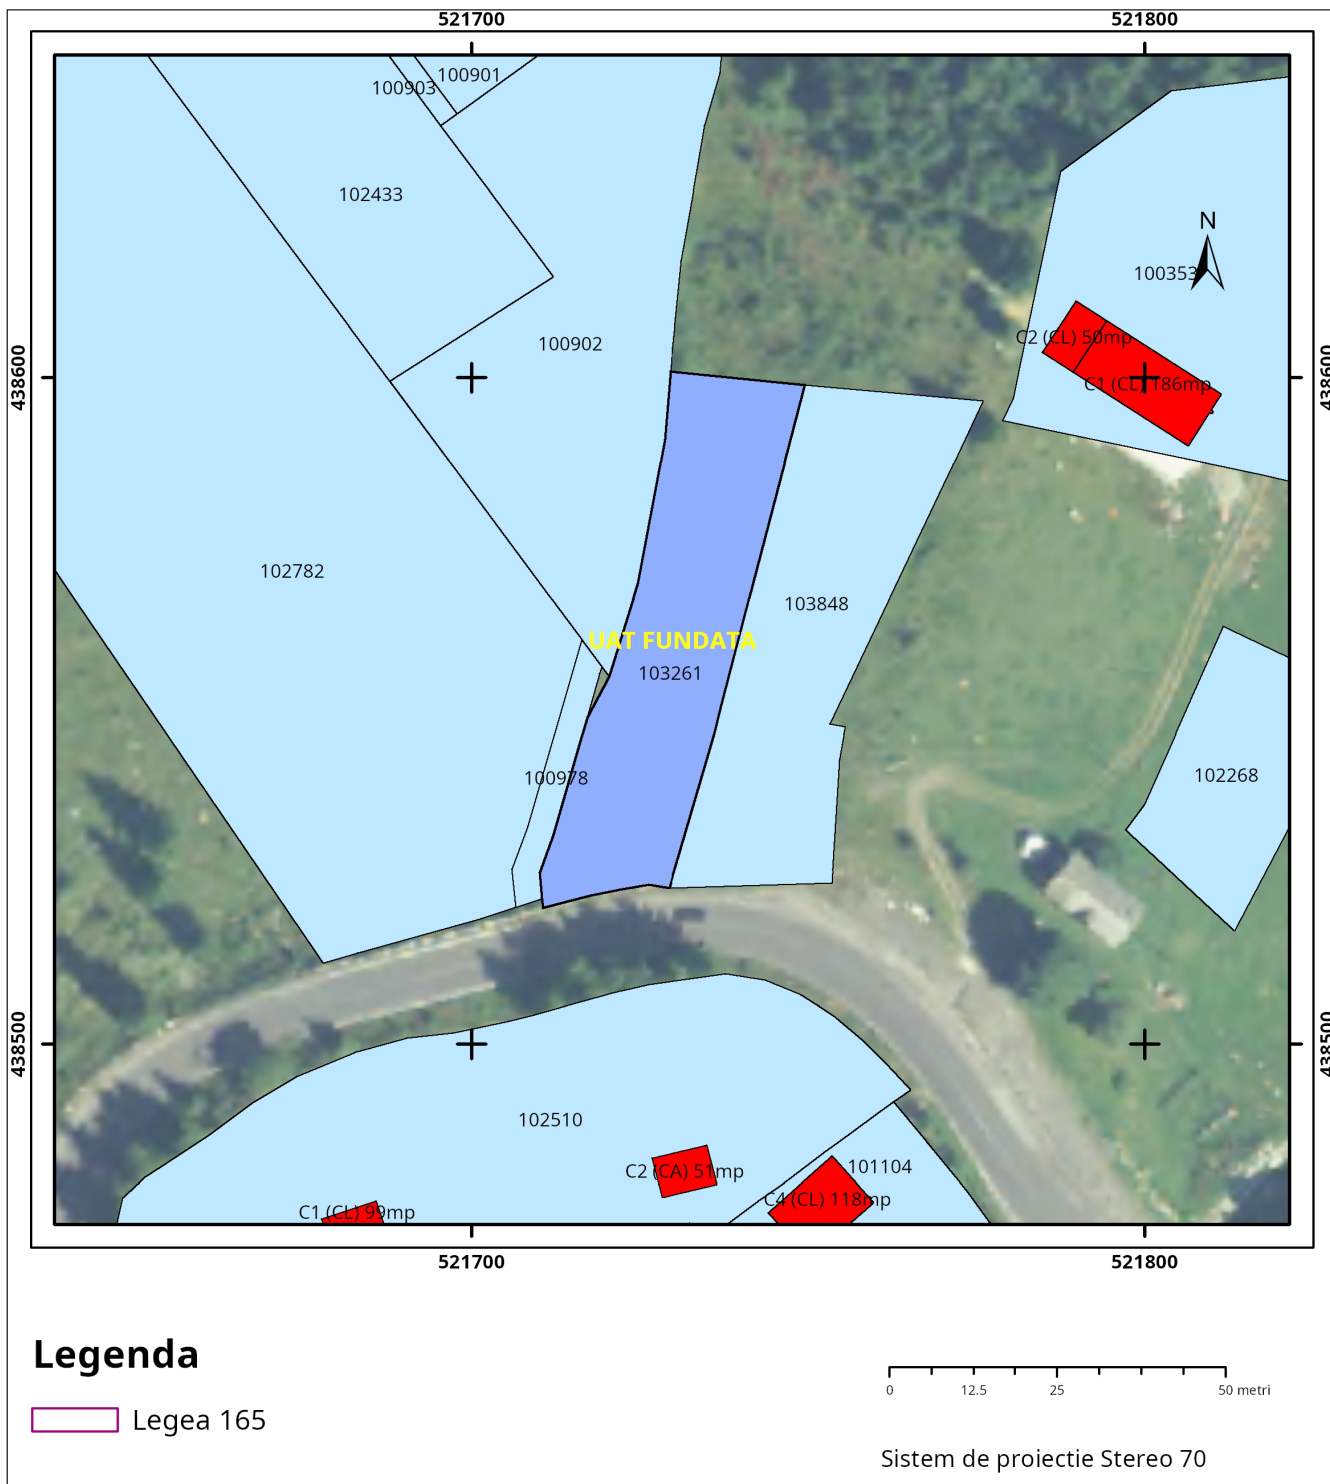 521700 521800
100901
100903
102433
N
100353
C2 (CL) 50mp
100902
438600 438600
C1 (CL) 186mp
102782
103848
UAT FUNDATA
103261
100978
102268
438500 438500
102510
101104
C2 (CA) 51mp
C4 (CL) 118mp
C1 (CL) 99mp
521700 521800
Legenda
0 12.5 25 50 metri
Legea 165
Sistem de proiectie Stereo 70